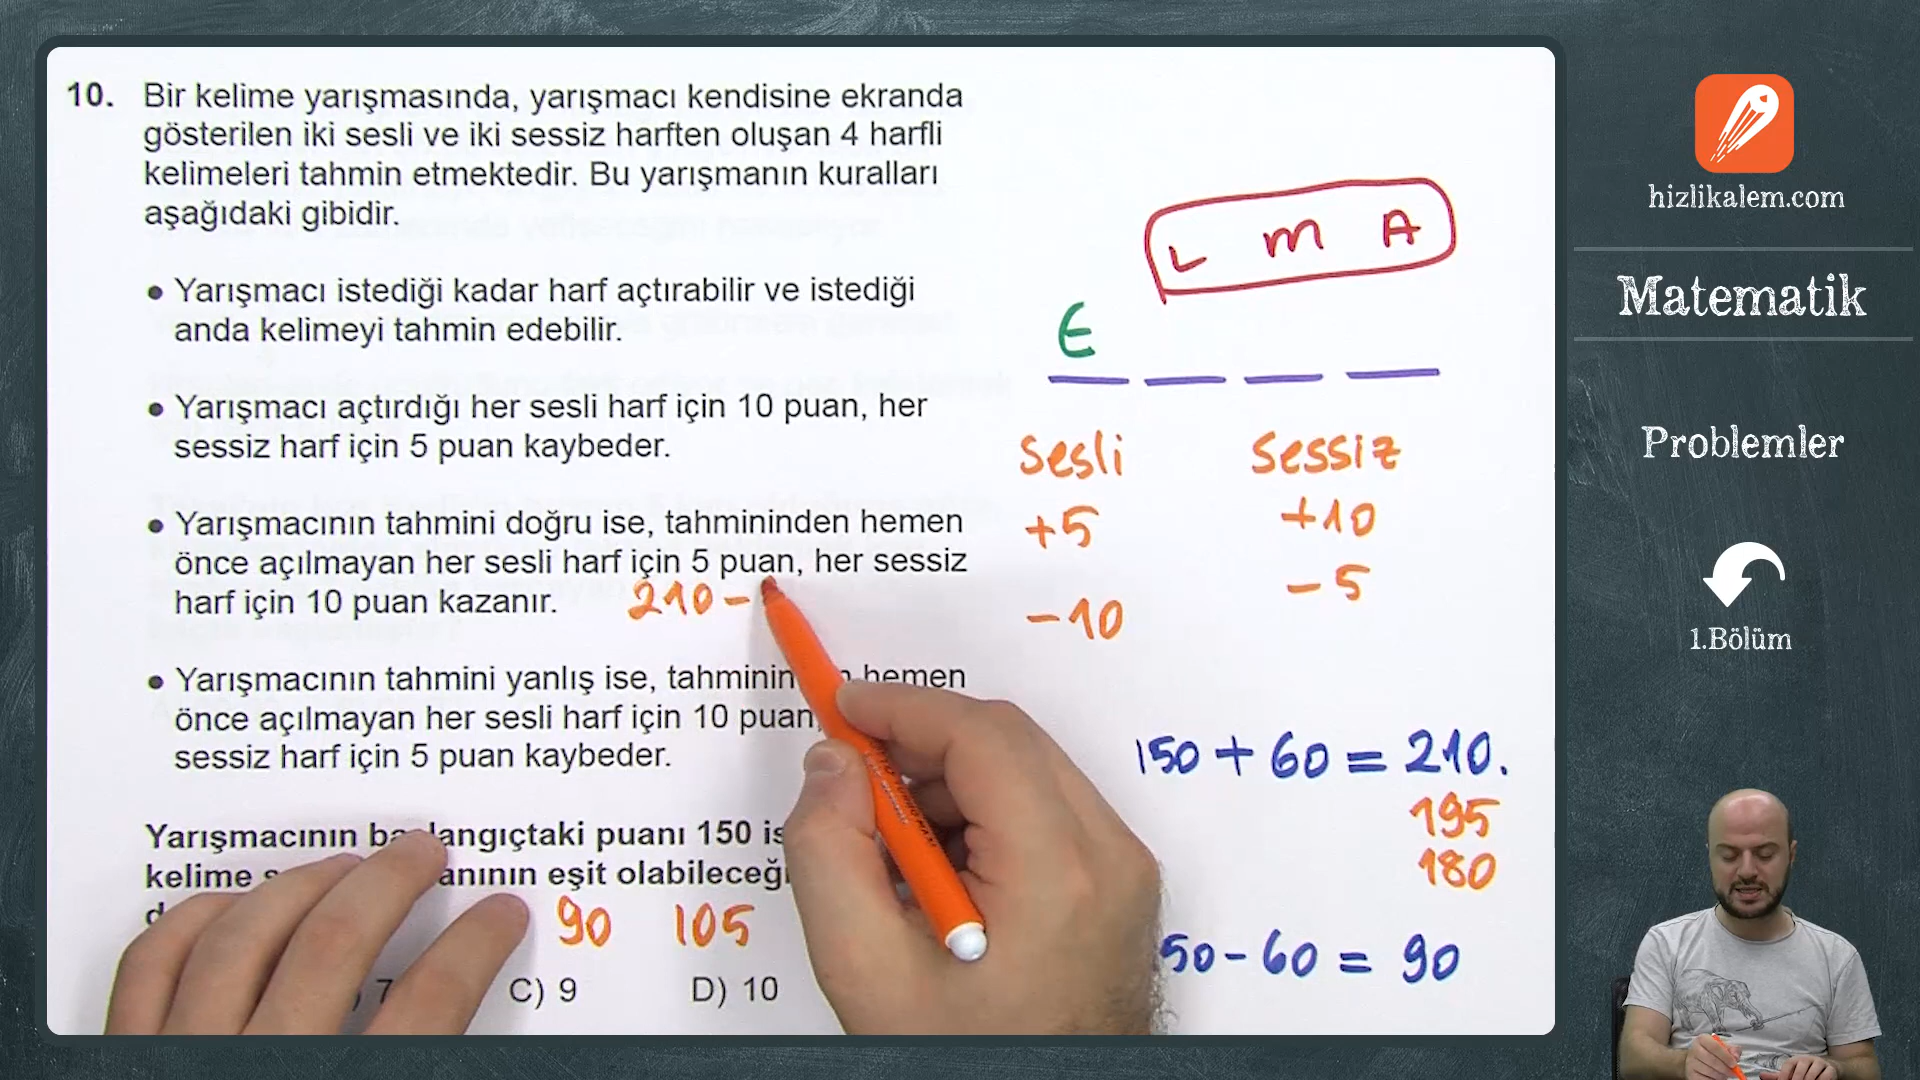 10. Bir kelime yarışmasında, yarışmacı kendisine ekranda
gösterilen iki sesli ve iki sessiz harften oluşan 4 harfli
kelimeleri tahmin etmektedir. Bu yarışmanın kuralları
aşağıdaki gibidir.
• Yarışmacı istediği kadar harf açtırabilir ve istediği
anda kelimeyi tahmin edebilir.
• Yarışmacı açtırdığı her sesli harf için 10 puan, her
sessiz harf için 5 puan kaybeder.
• Yarışmacının tahmini doğru ise, tahmininden hemen
önce açılmayan her sesli harf için 5 puan, her sessiz
harf için 10 puan kazanır.
210-
• Yarışmacının tahmini yanlış ise, hemen
önce açılmayan her sesli harf için 10 puan,
sessiz harf için 5 puan kaybeder.
Yarışmacının puanı 150
kelime eşit
90 105
7
C) 9
D) 10
L m A
E
Sesli Sessiz
+5 +10
-10 -5
150 + 60 = 210.
195
180
50 - 60 = 90
hizlikalem.com
Matematik
Problemler
1.Bölüm